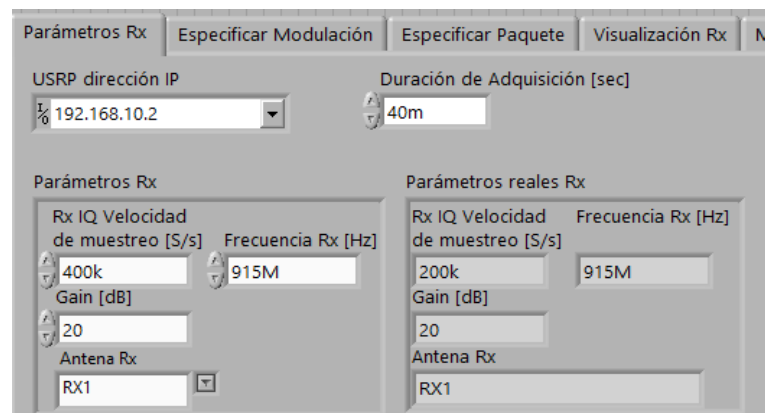 Parámetros Rx Especificar Modulación Especificar Paquete Visualización Rx
USRP dirección IP Duración de Adquisición [sec]
192.168.10.2 40m
Parámetros Rx Parámetros reales Rx
Rx IQ Velocidad Rx IQ Velocidad Frecuencia Rx [Hz]
de muestreo [S/s] Frecuencia Rx [Hz] de muestreo [S/s]
400k 915M 200k 915M
Gain [dB] Gain [dB]
20 20
Antena Rx Antena Rx
RX1 RX1